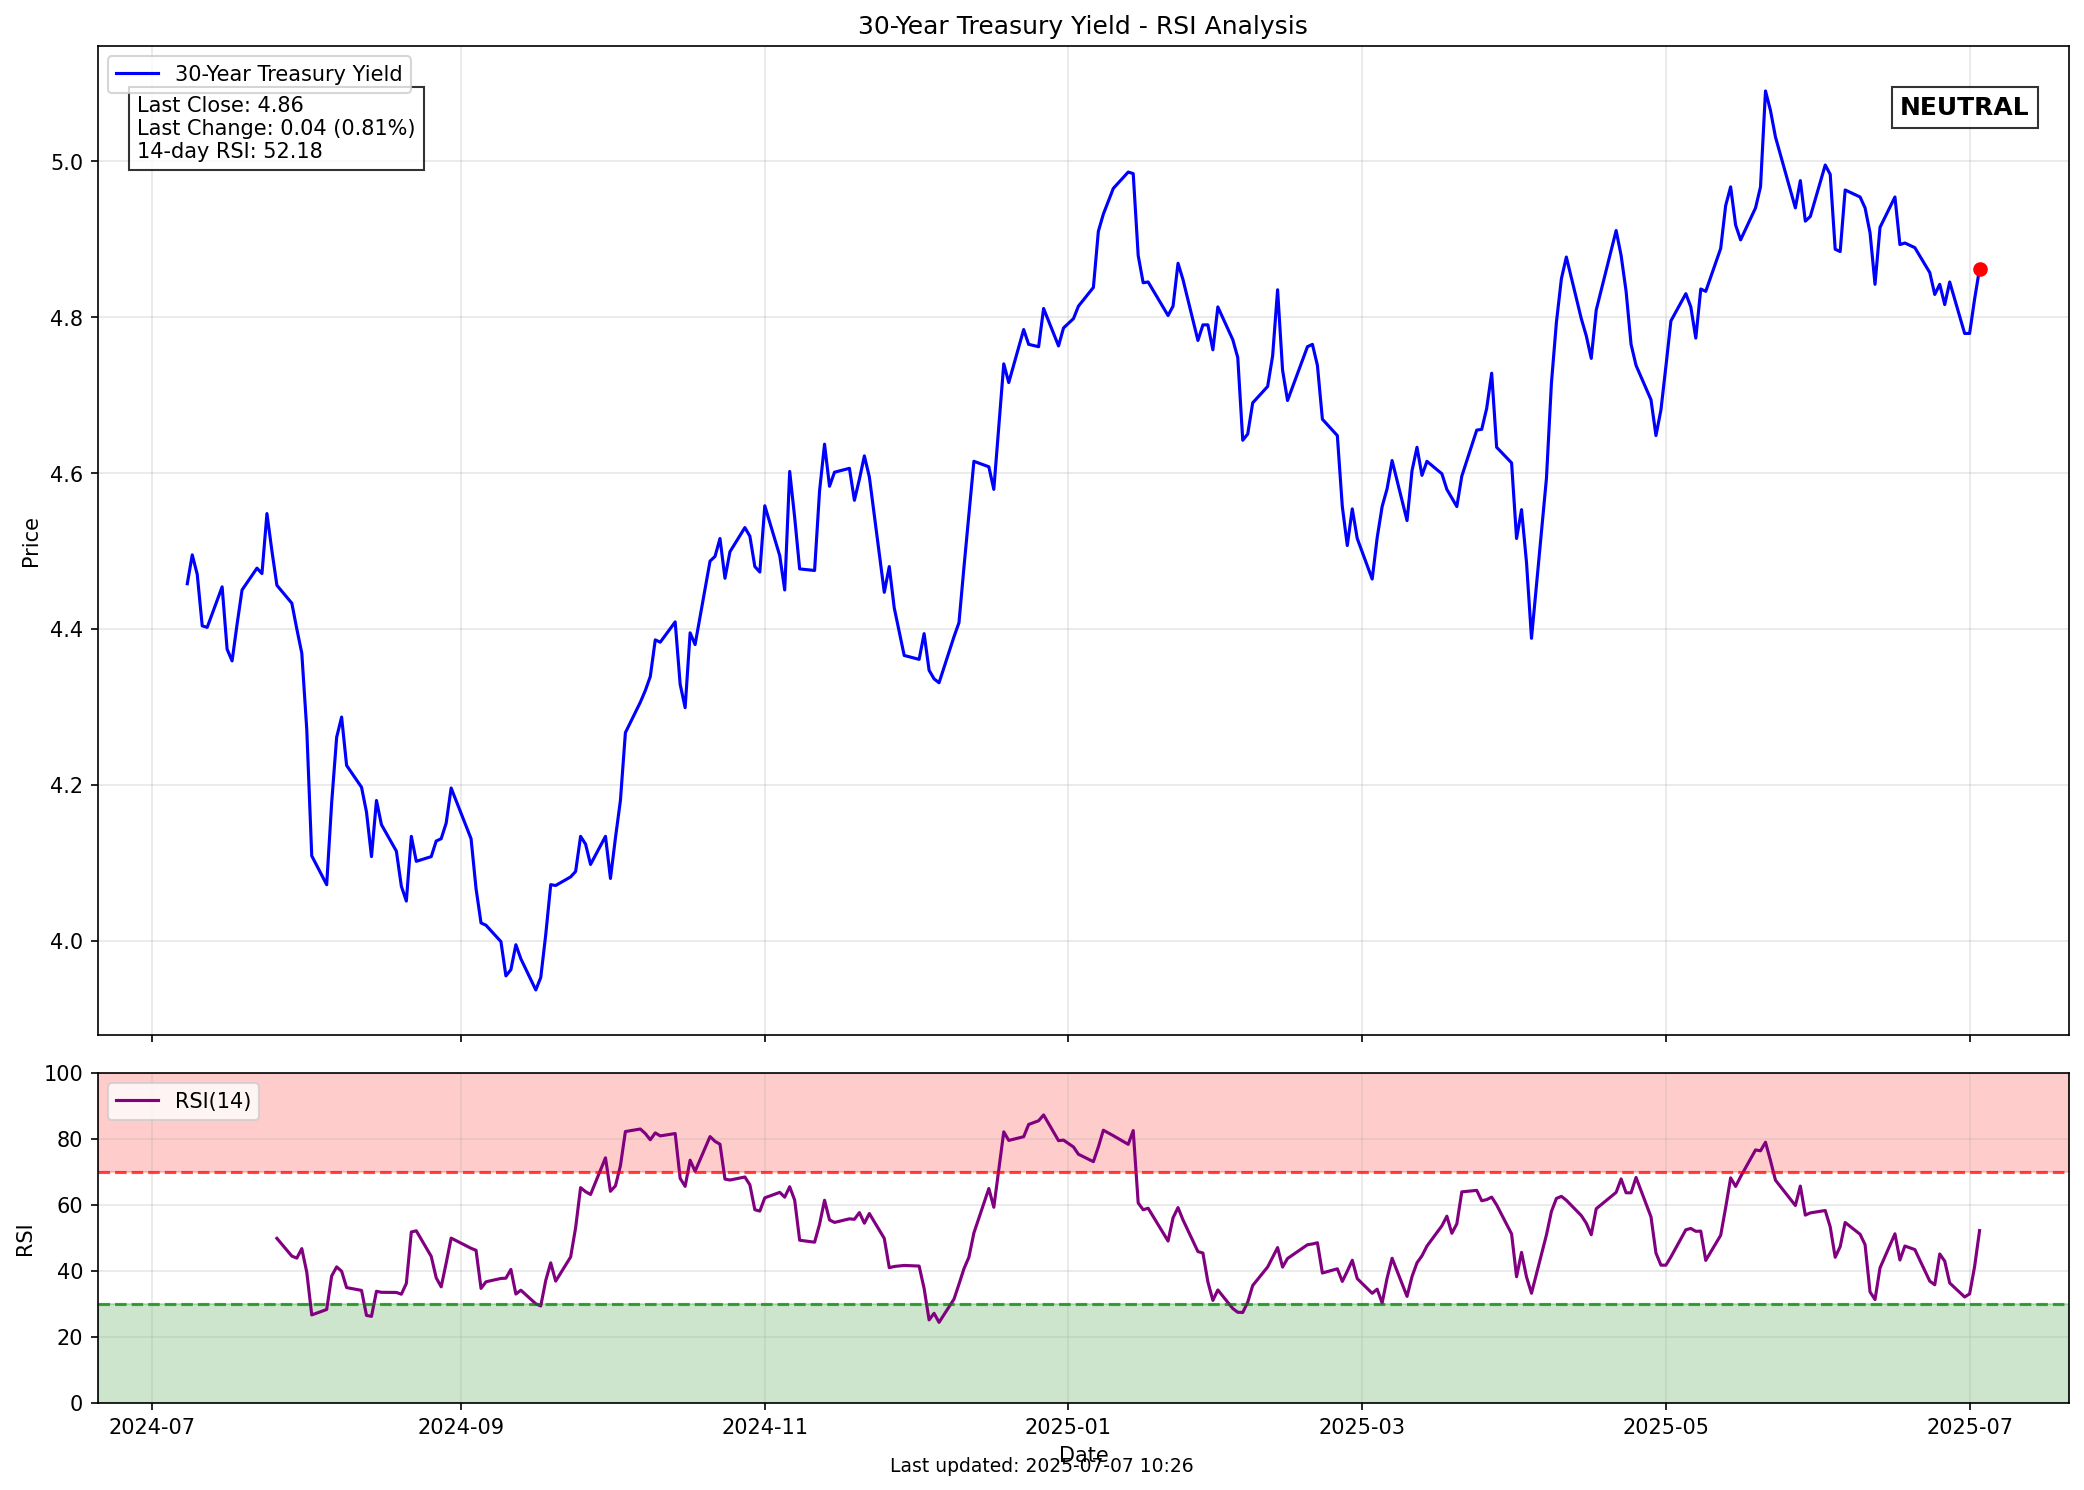 30-Year Treasury Yield - RSI Analysis
30-Year Treasury Yield
Last Close: 4.86
Last Change: 0.04 (0.81%)
14-day RSI: 52.18
NEUTRAL
Price
5.0
4.8
4.6
4.4
4.2
4.0
RSI(14)
RSI
100
80
60
40
20
0
2024-07
2024-09
2024-11
2025-01
2025-03
2025-05
2025-07
Date
Last updated: 2025-07-07 10:26